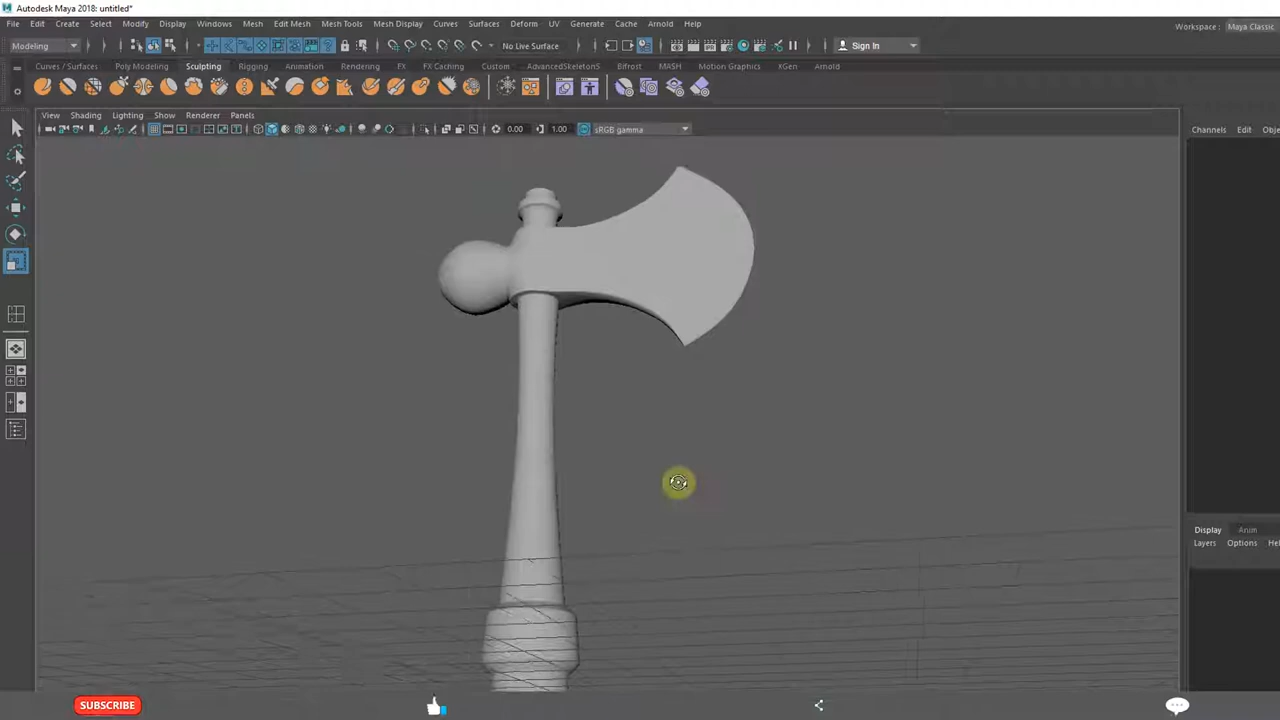 Autodesk Maya 2018: untitled*
File Edit Create Select Modify Display Windows Mesh Edit Mesh Mesh Tools Mesh Display Curves Surfaces Deform UV Generate Cache Arnold Help
Workspace : Maya Classic
Modeling No Live Surface Sign In
Curves / Surfaces Poly Modeling Sculpting Rigging Animation Rendering FX FX Caching Custom AdvancedSkeleton5 Bifrost MASH Motion Graphics XGen Arnold
View Shading Lighting Show Renderer Panels
0.00 1.00 sRGB gamma
Channels Edit Obje
Display Anim
Layers Options Hel
SUBSCRIBE